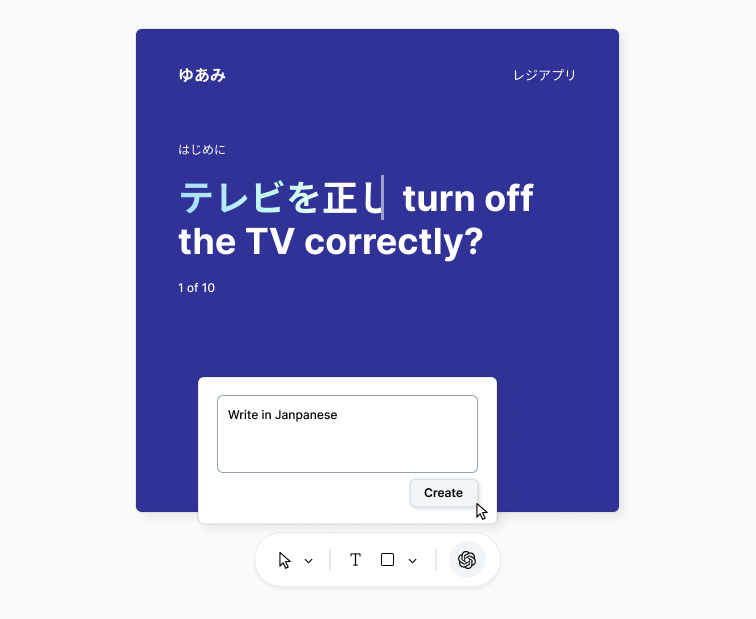 ゆあみ
レジアプリ
はじめに
テレビを正し turn off
the TV correctly?
1 of 10
Write in Janpanese
Create
T